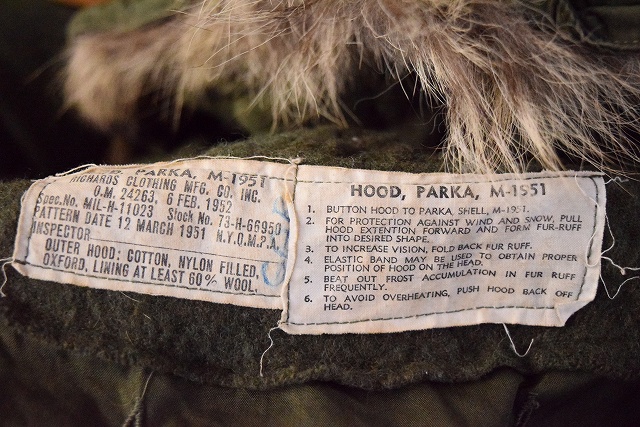 PARKA, M-1951
RICHARDS CLOTHING MFG. CO. INC.
O.M. 24263, 6 FEB. 1952
Spec. No. MIL-H-11023 Stock No. 73-H-66950
PATTERN DATE 12 MARCH 1951 N.Y.Q.M.P.A.
INSPECTOR
OUTER HOOD: COTTON, NYLON FILLED,
OXFORD, LINING AT LEAST 60% WOOL.
HOOD, PARKA, M-1951
1. BUTTON HOOD TO PARKA SHELL, M-1951.
2. FOR PROTECTION AGAINST WIND AND SNOW, PULL
HOOD EXTENTION FORWARD AND FORM FUR-RUFF
INTO DESIRED SHAPE.
3. TO INCREASE VISION, FOLD BACK FUR RUFF.
4. ELASTIC BAND MAY BE USED TO OBTAIN PROPER
POSITION OF HOOD ON THE HEAD.
5. BEAT OUT FROST ACCUMULATION IN FUR RUFF
FREQUENTLY.
6. TO AVOID OVERHEATING, PUSH HOOD BACK OFF
HEAD.